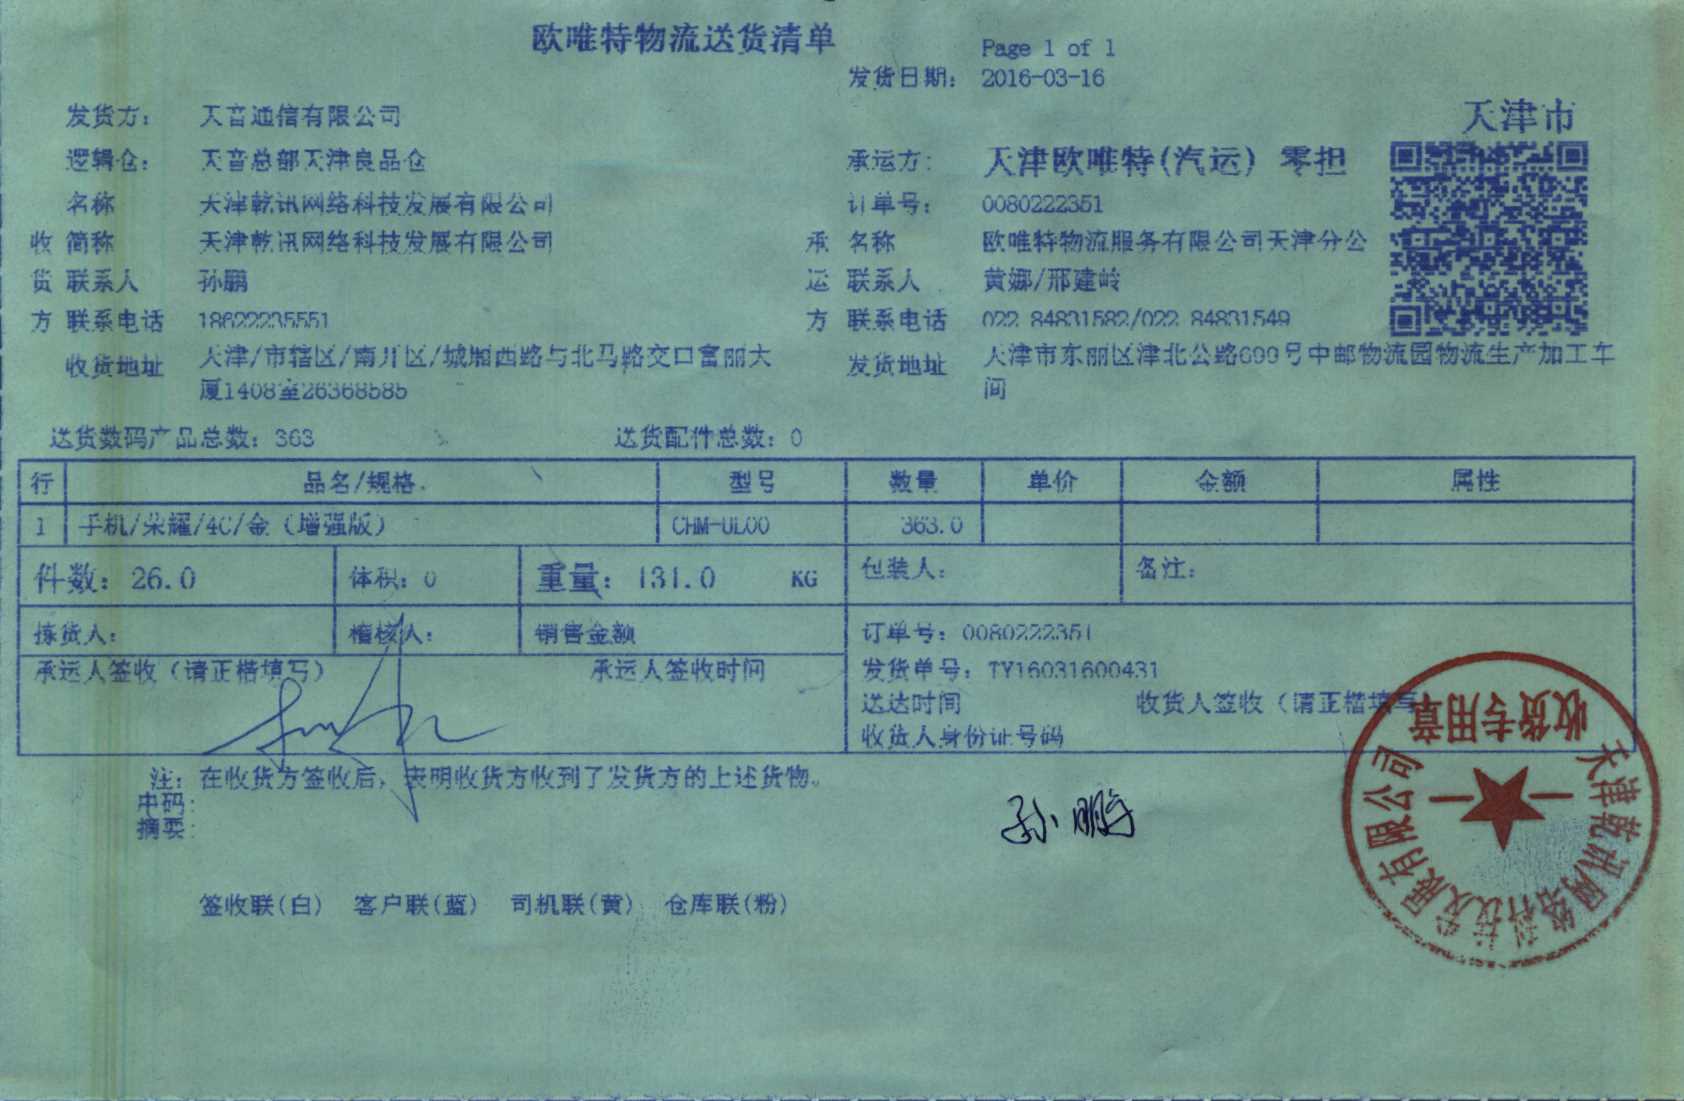 欧唯特物流送货清单
Page 1 of 1
发货日期： 2016-03-16
天津市
发货方： 天音通信有限公司
逻辑仓： 天音总部天津良品仓 承运方： 天津欧唯特(汽运) 零担
名称 天津乾讯网络科技发展有限公司 订单号： 0080222351
收 简称 天津乾讯网络科技发展有限公司 承 名称 欧唯特物流服务有限公司天津分公
货 联系人 孙鹏 运 联系人 黄娜/邢建岭
方 联系电话 18622235551 方 联系电话 022 84831582/022 84831549
收货地址 天津/市辖区/南开区/城厢西路与北马路交口富丽大 发货地址 天津市东丽区津北公路699号中邮物流园物流生产加工车
厦1408室26368585 间
送货数码产品总数：363 送货配件总数：0
行 品名/规格. 型号 数量 单价 金额 属性
1 手机/荣耀/4C/金（增强版） CHM-UL00 363.0
件数：26.0 体积：0 重量：131.0 KG 包装人： 备注：
拣货人： 稽核人： 销售金额 订单号：0080222351
承运人签收（请正楷填写） 承运人签收时间 发货单号：TY16031600431
送达时间 收货人签收（请正楷填写
收货人身份证号码
注：在收货方签收后，表明收货方收到了发货方的上述货物。
串码：
摘要：
孙鹏
签收联(白) 客户联(蓝) 司机联(黄) 仓库联(粉)
天津乾讯网络科技发展有限公司
收货专用章